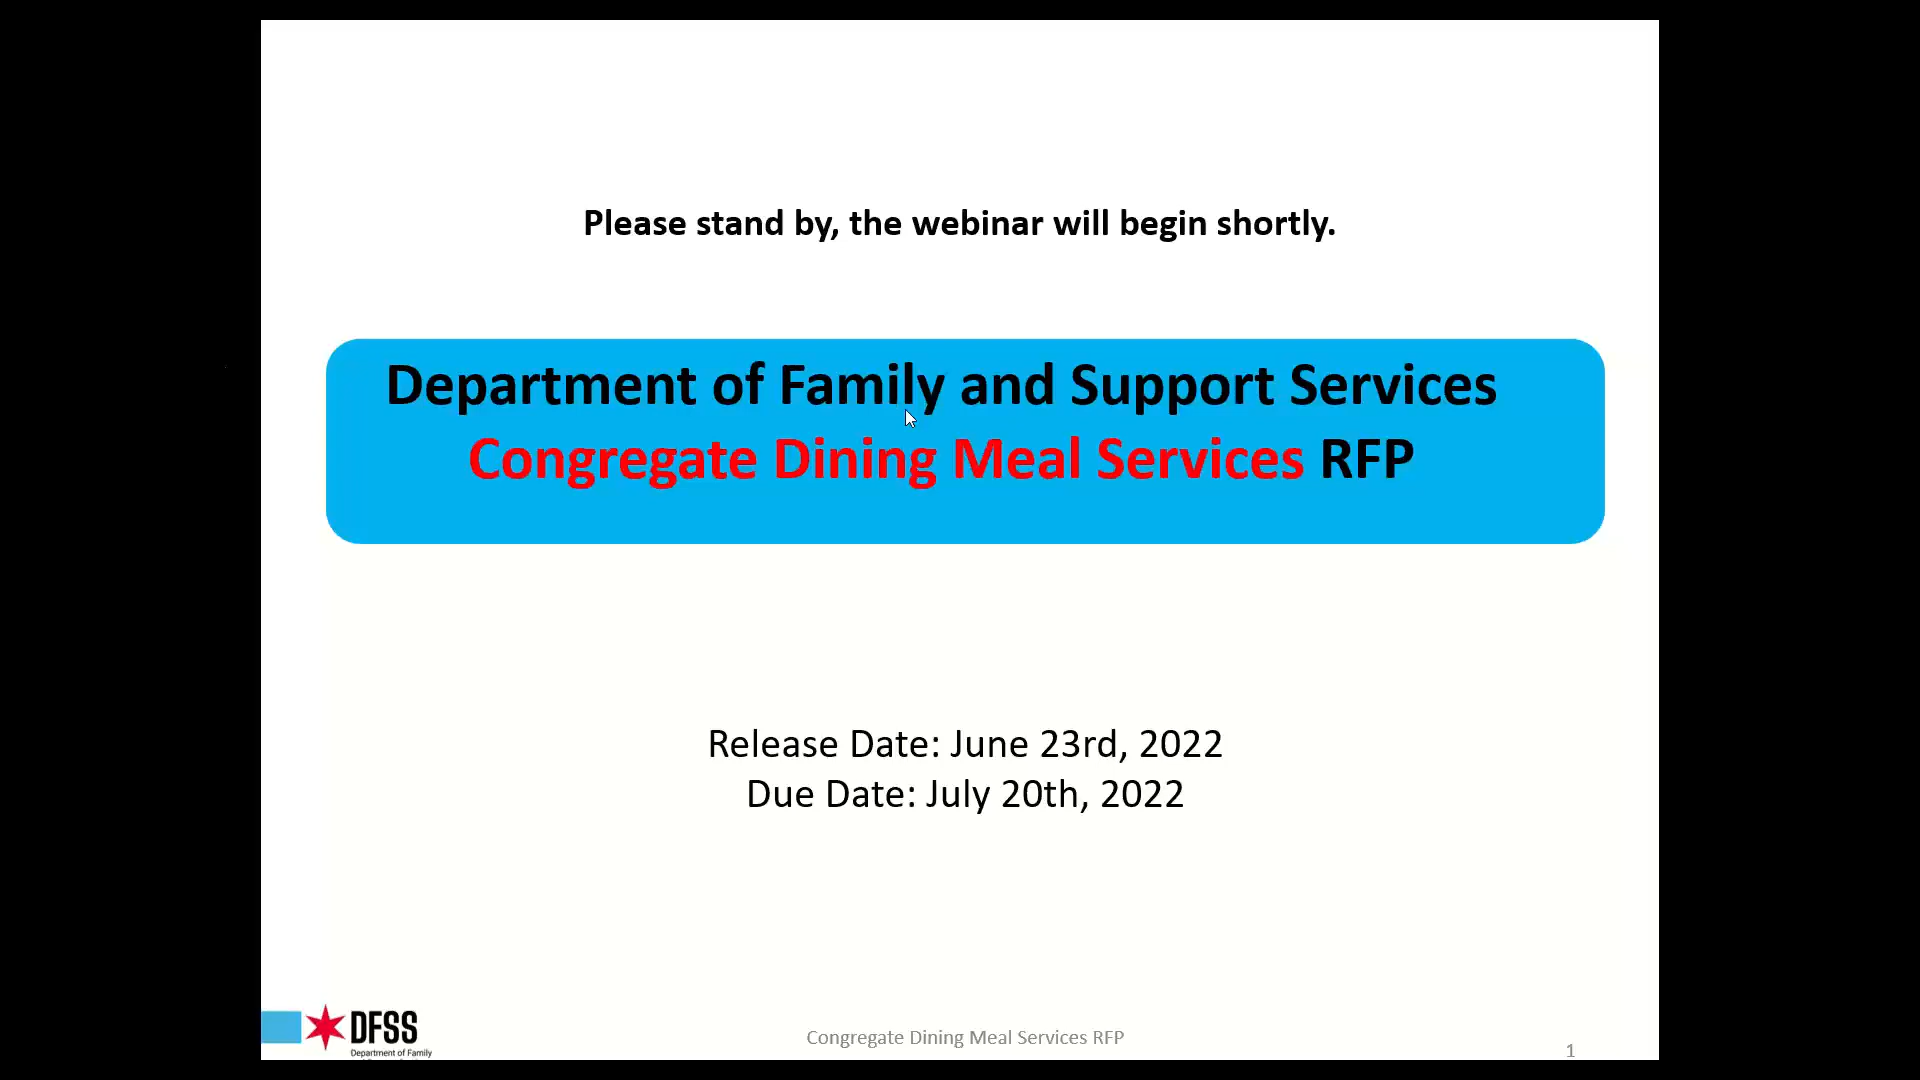 Please stand by, the webinar will begin shortly.
Department of Family and Support Services
Congregate Dining Meal Services RFP
Release Date: June 23rd, 2022
Due Date: July 20th, 2022
DFSS
Department of Family
Congregate Dining Meal Services RFP
1